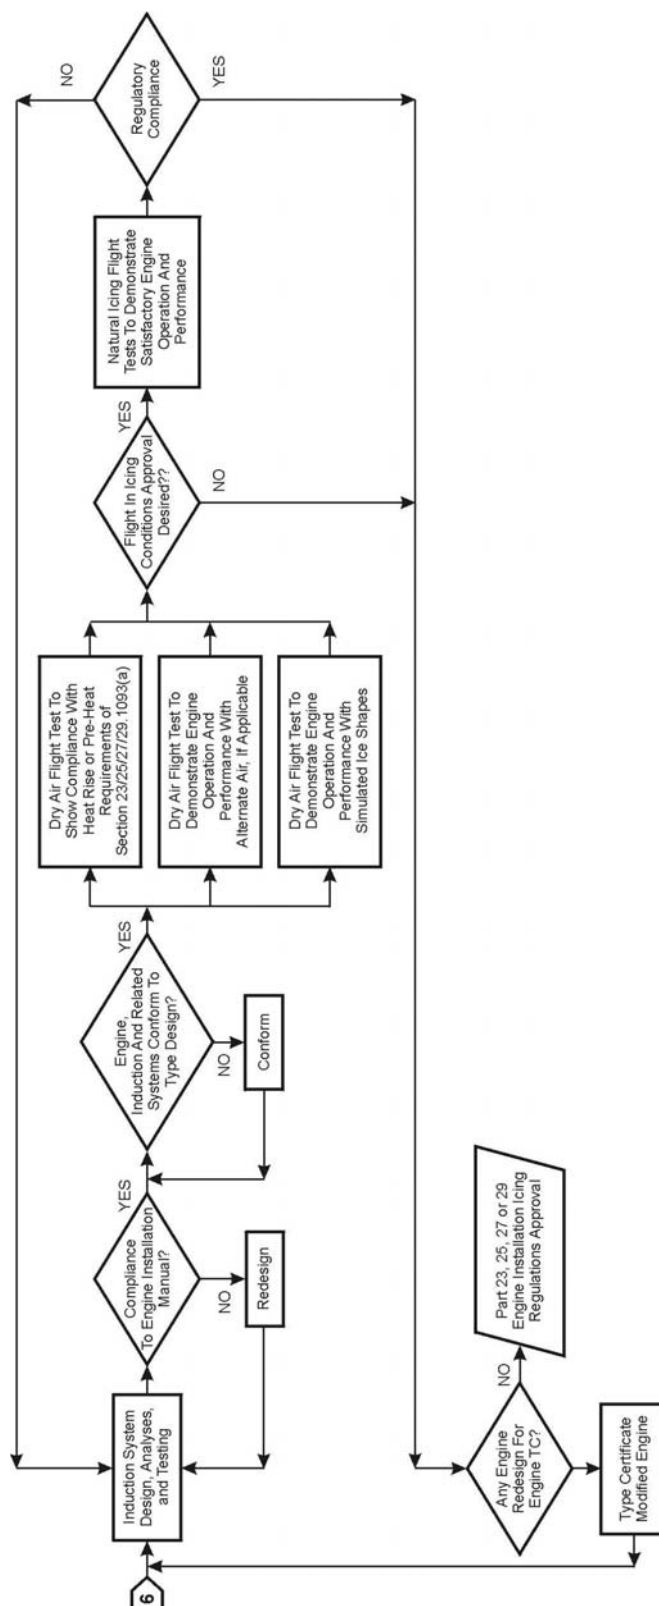 6
Induction System
Design, Analyses,
and Testing
Compliance
To Engine Installation
Manual?
YES
NO
Redesign
Engine,
Induction And Related
Systems Conform To
Type Design?
YES
NO
Conform
Dry Air Flight Test To
Show Compliance With
Heat Rise or Pre-Heat
Requirements of
Section 23/25/27/29.1093(a)
Dry Air Flight Test To
Demonstrate Engine
Operation And
Performance With
Alternate Air, If Applicable
Dry Air Flight Test To
Demonstrate Engine
Operation And
Performance With
Simulated Ice Shapes
Flight In Icing
Conditions Approval
Desired??
YES
NO
Natural Icing Flight
Tests To Demonstrate
Satisfactory Engine
Operation And
Performance
Regulatory
Compliance
NO
YES
Any Engine
Redesign For
Engine TC?
NO
Part 23, 25, 27 or 29
Engine Installation Icing
Regulations Approval
Type Certificate
Modified Engine